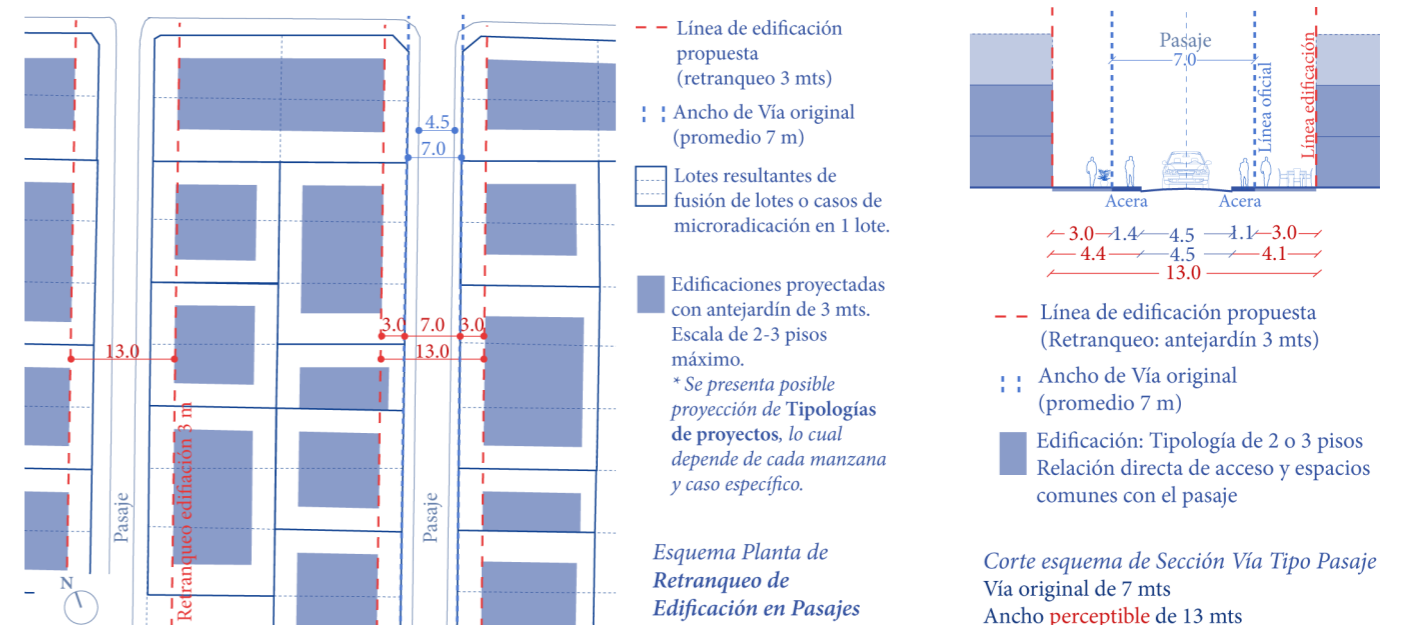 4.5
7.0
3.0 7.0 3.0
13.0
13.0
Retranqueo edifiación 3 m
Pasaje
Pasaje
N
Línea de edificación
propuesta
(retranqueo 3 mts)
Ancho de Vía original
(promedio 7 m)
Lotes resultantes de
fusión de lotes o casos de
microradicación en 1 lote.
Edificaciones proyectadas
con antejardín de 3 mts.
Escala de 2-3 pisos
máximo.
* Se presenta posible
proyección de Tipologías
de proyectos, lo cual
depende de cada manzana
y caso específico.
Esquema Planta de
Retranqueo de
Edificación en Pasajes
Pasaje
7.0
Línea oficial
Línea edificación
Acera
Acera
3.0 1.4 4.5 1.1 3.0
4.4 4.5 4.1
13.0
Línea de edificación propuesta
(Retranqueo: antejardín 3 mts)
Ancho de Vía original
(promedio 7 m)
Edificación: Tipología de 2 o 3 pisos
Relación directa de acceso y espacios
comunes con el pasaje
Corte esquema de Sección Vía Tipo Pasaje
Vía original de 7 mts
Ancho perceptible de 13 mts